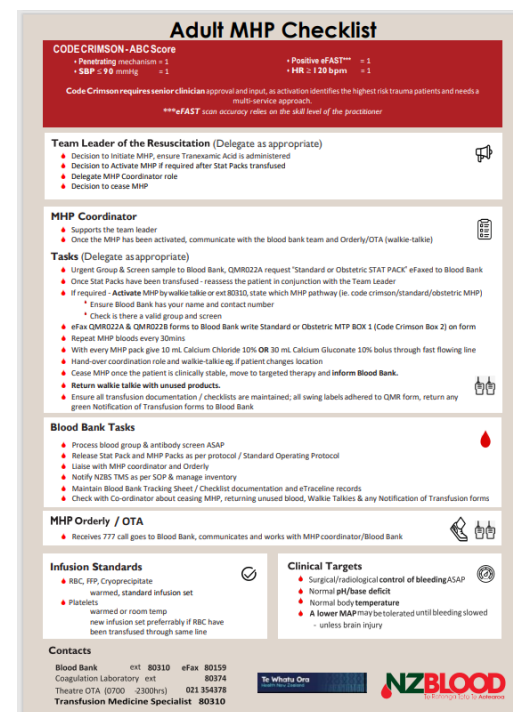 Adult MHP Checklist
CODE CRIMSON - ABC Score
• Penetrating mechanism = 1
• SBP ≤ 90 mmHg = 1
• Positive eFAST*** = 1
• HR ≥ 120 bpm = 1
Code Crimson requires senior clinician approval and input, as activation identifies the highest risk trauma patients and needs a
multi-service approach.
***eFAST scan accuracy relies on the skill level of the practitioner
Team Leader of the Resuscitation (Delegate as appropriate)
Decision to Initiate MHP, ensure Tranexamic Acid is administered
Decision to Activate MHP if required after Stat Packs transfused
Delegate MHP Coordinator role
Decision to cease MHP
MHP Coordinator
Supports the team leader
Once the MHP has been activated, communicate with the blood bank team and Orderly/OTA (walkie-talkie)
Tasks (Delegate as appropriate)
Urgent Group & Screen sample to Blood Bank, QMR022A request "Standard or Obstetric STAT PACK" eFaxed to Blood Bank
Once Stat Packs have been transfused - reassess the patient in conjunction with the Team Leader
If required - Activate MHP by walkie talkie or ext 80310, state which MHP pathway (ie. code crimson/standard/obstetric MHP)
* Ensure Blood Bank has your name and contact number
* Check is there a valid group and screen
eFax QMR022A & QMR022B forms to Blood Bank write Standard or Obstetric MTP BOX 1 (Code Crimson Box 2) on form
Repeat MHP bloods every 30mins
With every MHP pack give 10 mL Calcium Chloride 10% OR 30 mL Calcium Gluconate 10% bolus through fast flowing line
Hand-over coordination role and walkie-talkie eg.if patient changes location
Cease MHP once the patient is clinically stable, move to targeted therapy and inform Blood Bank.
Return walkie talkie with unused products.
Ensure all transfusion documentation / checklists are maintained; all swing labels adhered to QMR form, return any
green Notification of Transfusion forms to Blood Bank
Blood Bank Tasks
Process blood group & antibody screen ASAP
Release Stat Pack and MHP Packs as per protocol / Standard Operating Protocol
Liaise with MHP coordinator and Orderly
Notify NZBS TMS as per SOP & manage inventory
Maintain Blood Bank Tracking Sheet / Checklist documentation and eTraceline records
Check with Co-ordinator about ceasing MHP, returning unused blood, Walkie Talkies & any Notification of Transfusion forms
MHP Orderly / OTA
Receives 777 call goes to Blood Bank, communicates and works with MHP coordinator/Blood Bank
Infusion Standards
RBC, FFP, Cryoprecipitate
warmed, standard infusion set
Platelets
warmed or room temp
new infusion set preferably if RBC have
been transfused through same line
Clinical Targets
Surgical/radiological control of bleeding ASAP
Normal pH/base deficit
Normal body temperature
A lower MAP may be tolerated until bleeding slowed
- unless brain injury
Contacts
Blood Bank ext 80310 eFax 80159
Coagulation Laboratory ext 80374
Theatre OTA (0700 -2300hrs) 021 354378
Transfusion Medicine Specialist 80310
Te Whatu Ora
Health New Zealand
NZBLOOD
Te Ratonga Toto O Aotearoa